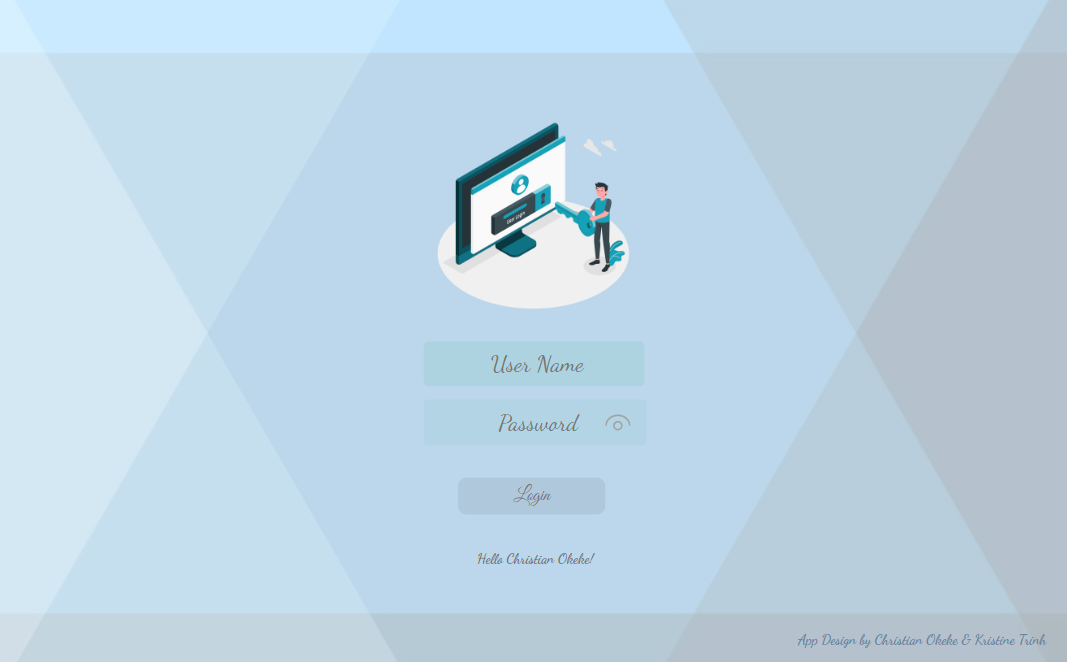 User Login
User Name
Password
Login
Hello Christian Okeke!
App Design by Christian Okeke & Kristine Trinh